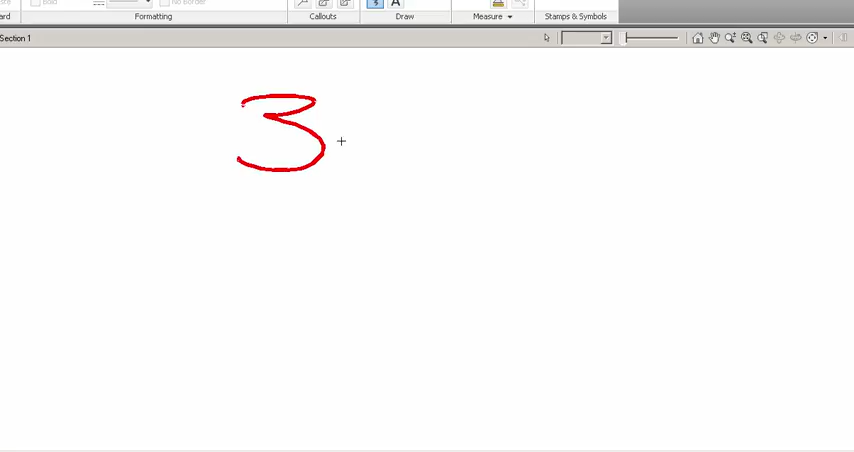 Bold
No Border
Formatting
Callouts
Draw
Measure
Stamps & Symbols
Section 1
3